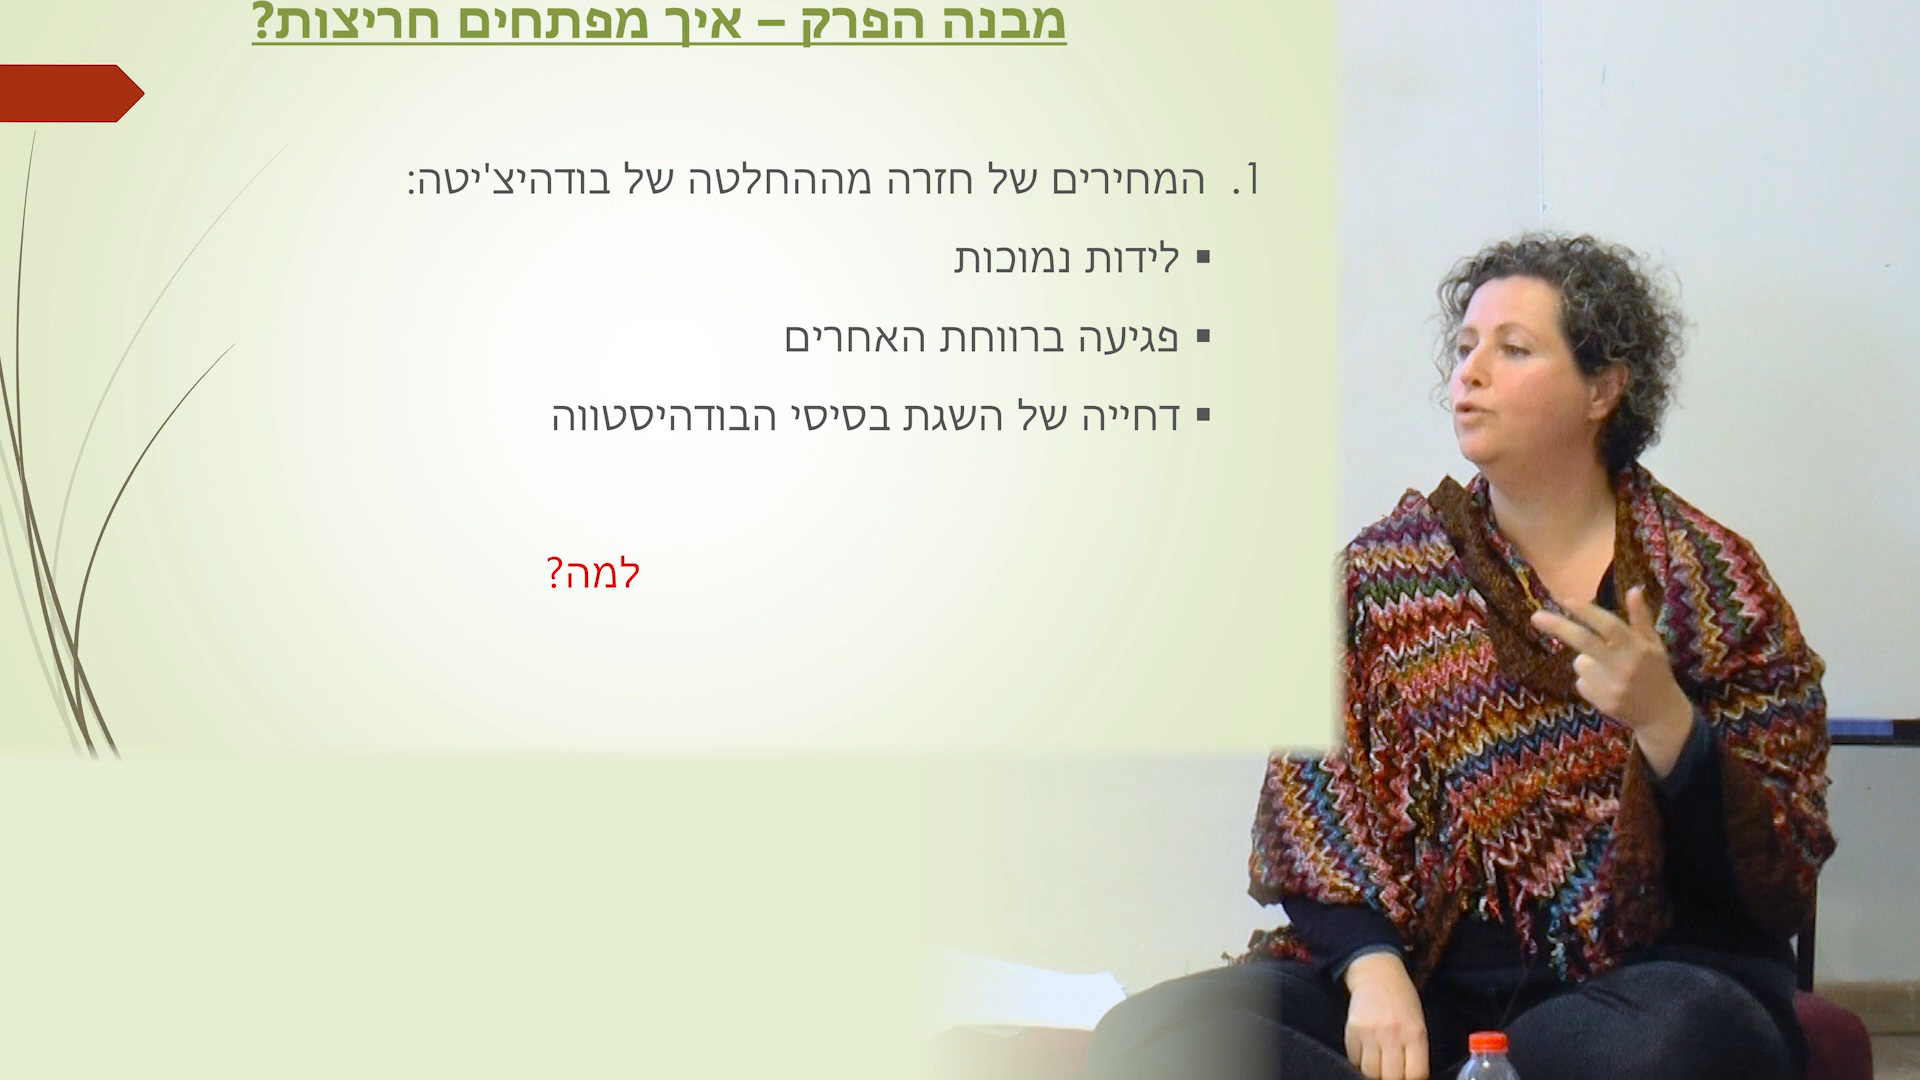 מבנה הפרק – איך מפתחים חריצות?
1. המחירים של חזרה מההחלטה של בודהיצ'יטה:
▪ לידות נמוכות
▪ פגיעה ברווחת האחרים
▪ דחייה של השגת בסיסי הבודהיסטווה
למה?